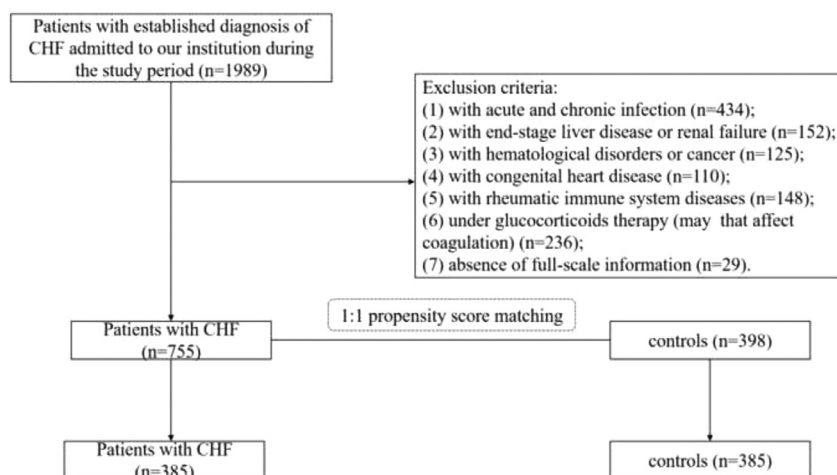 Patients with established diagnosis of
CHF admitted to our institution during
the study period (n=1989)
Exclusion criteria:
(1) with acute and chronic infection (n=434);
(2) with end-stage liver disease or renal failure (n=152);
(3) with hematological disorders or cancer (n=125);
(4) with congenital heart disease (n=110);
(5) with rheumatic immune system diseases (n=148);
(6) under glucocorticoids therapy (may that affect
coagulation) (n=236);
(7) absence of full-scale information (n=29).
1:1 propensity score matching
Patients with CHF
(n=755)
controls (n=398)
Patients with CHF
(n=385)
controls (n=385)